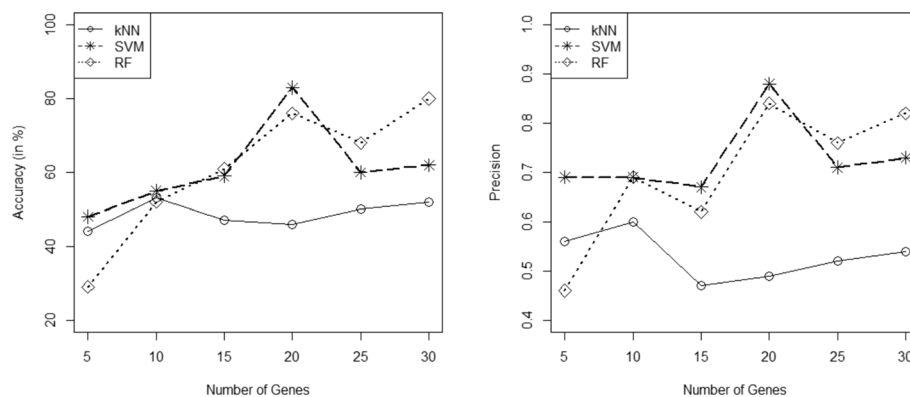 kNN
SVM
RF
Accuracy (in %)
100
80
60
40
20
5 10 15 20 25 30
Number of Genes
kNN
SVM
RF
Precision
1.0
0.9
0.8
0.7
0.6
0.5
0.4
5 10 15 20 25 30
Number of Genes